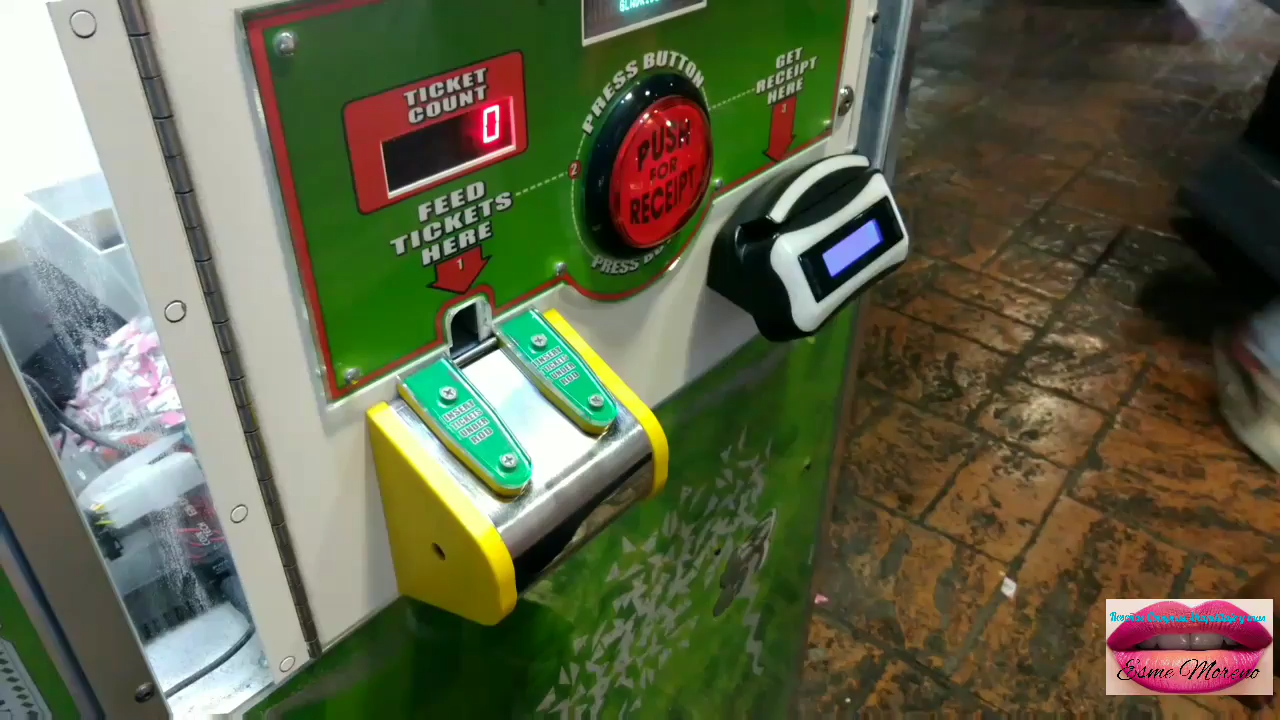 TICKET
COUNT
0
PRESS BUTTON
GET
RECEIPT
HERE
3
PUSH
FOR
RECEIPT
2
FEED
TICKETS
HERE
1
PRESS
INSERT
TICKETS
UNDER
ROD
INSERT
TICKETS
UNDER
ROD
Esme Moreno